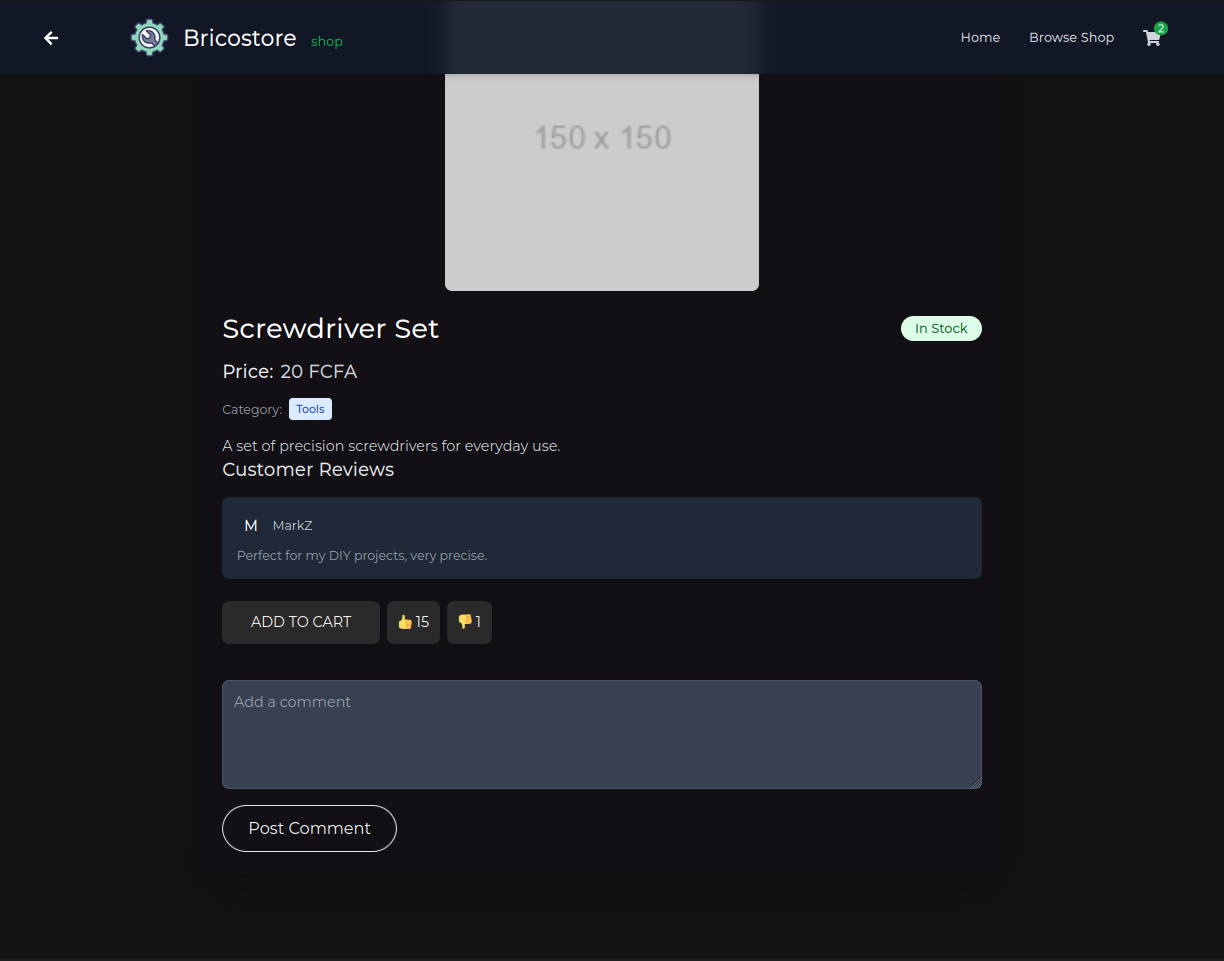 Bricostore shop Home Browse Shop 2
150 x 150
Screwdriver Set In Stock
Price: 20 FCFA
Category: Tools
A set of precision screwdrivers for everyday use.
Customer Reviews
M MarkZ
Perfect for my DIY projects, very precise.
ADD TO CART 👍 15 👎 1
Add a comment
Post Comment